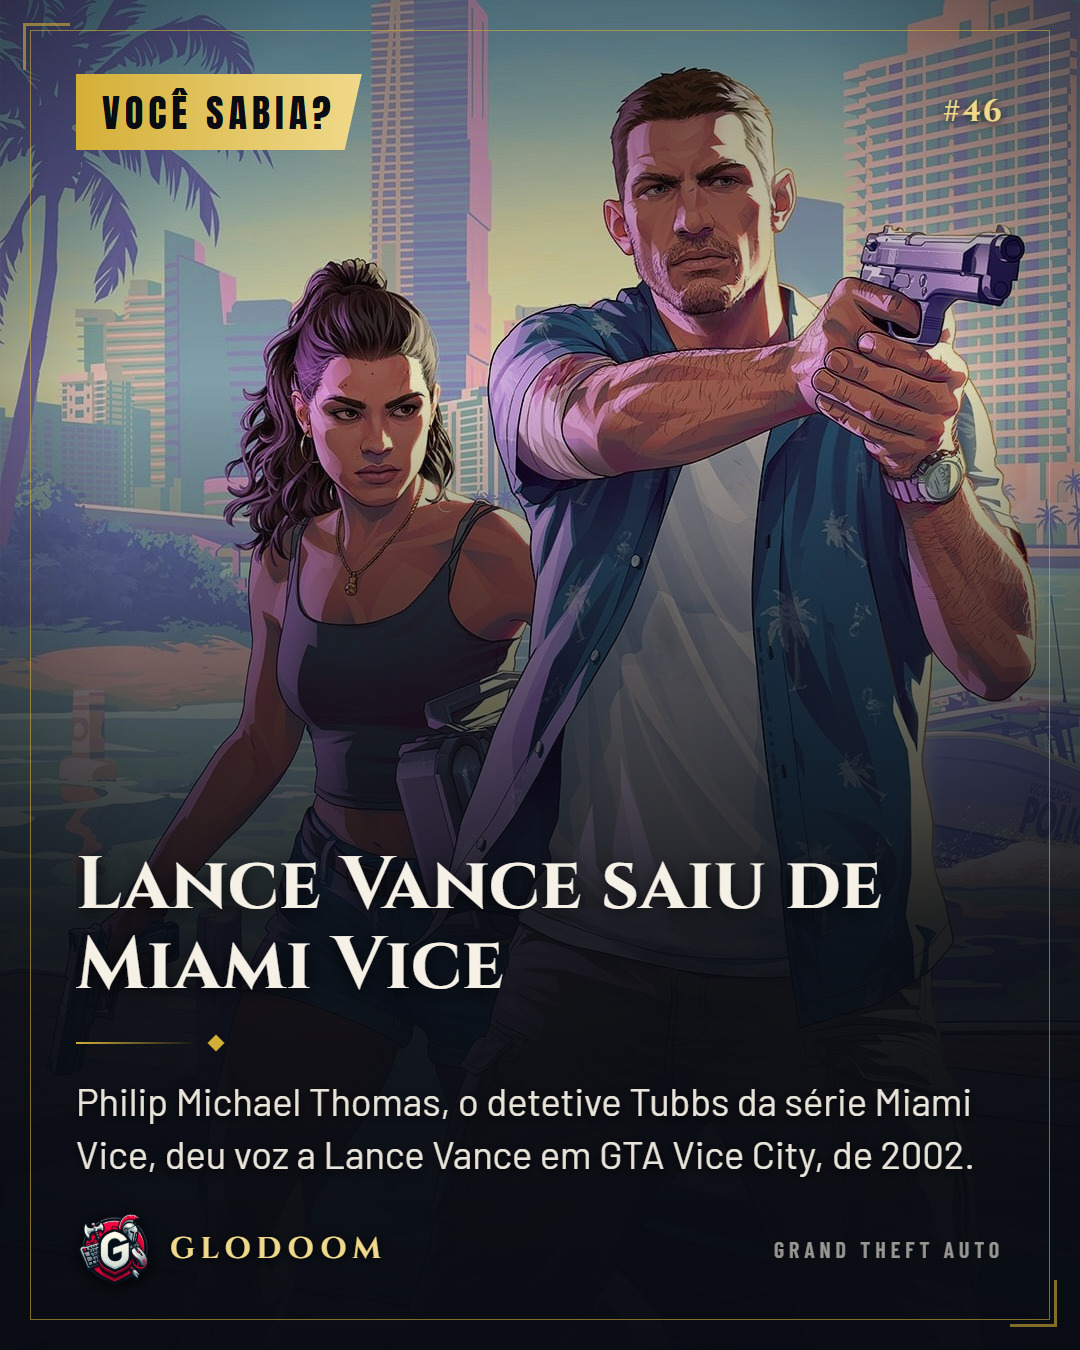 VOCÊ SABIA?
#46
LANCE VANCE SAIU DE
MIAMI VICE
Philip Michael Thomas, o detetive Tubbs da série Miami
Vice, deu voz a Lance Vance em GTA Vice City, de 2002.
G
GLODOOM
GRAND THEFT AUTO